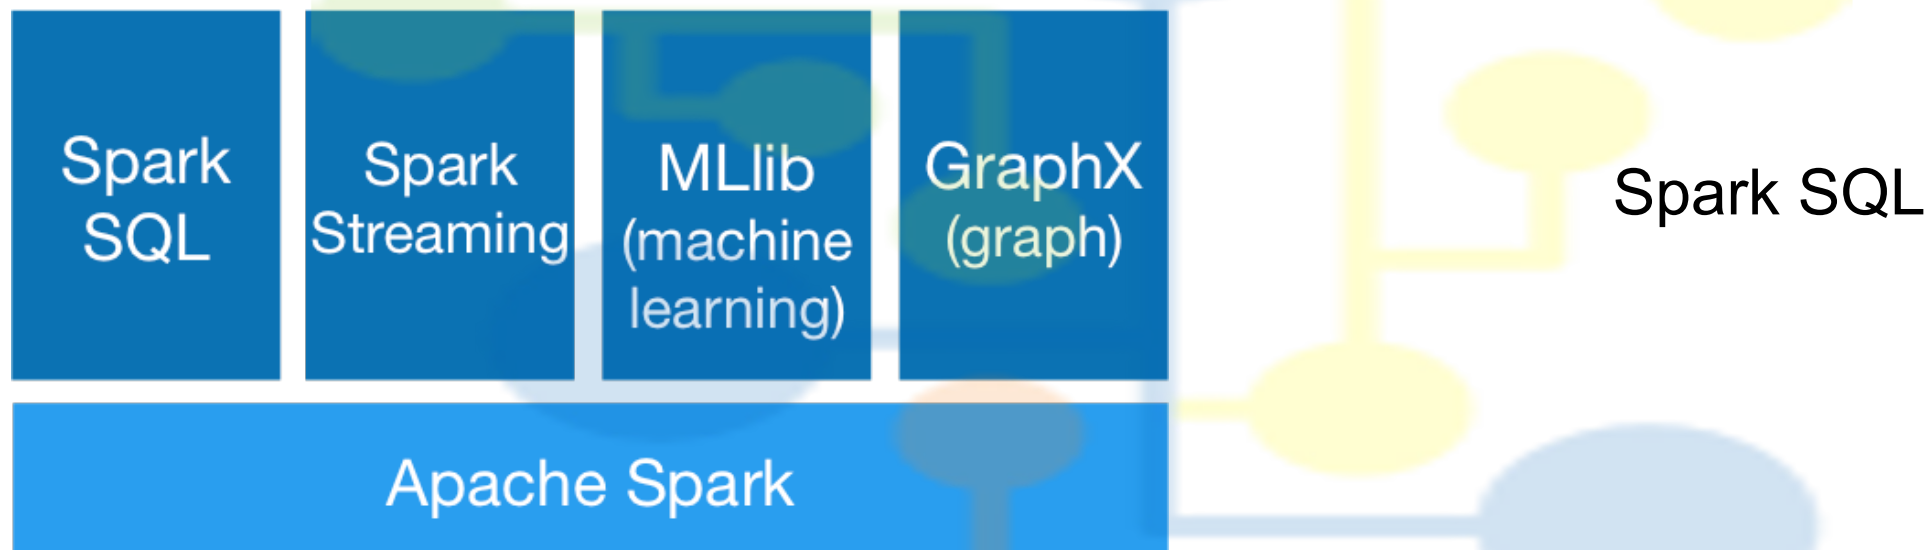 Spark
SQL
Spark
Streaming
MLlib
(machine
learning)
GraphX
(graph)
Spark SQL
Apache Spark